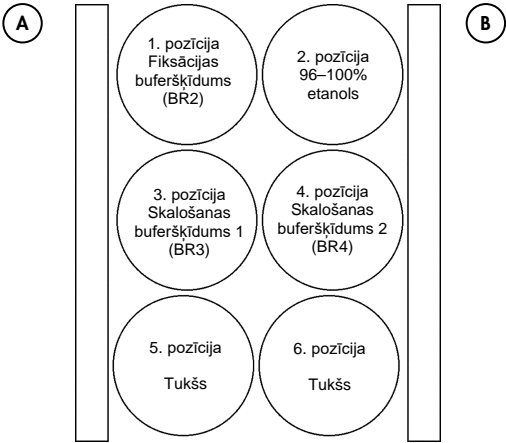 A
B
1. pozīcija
Fiksācijas
buferšķīdums
(BR2)
2. pozīcija
96–100%
etanols
3. pozīcija
Skalošanas
buferšķīdums 1
(BR3)
4. pozīcija
Skalošanas
buferšķīdums 2
(BR4)
5. pozīcija
Tukšs
6. pozīcija
Tukšs